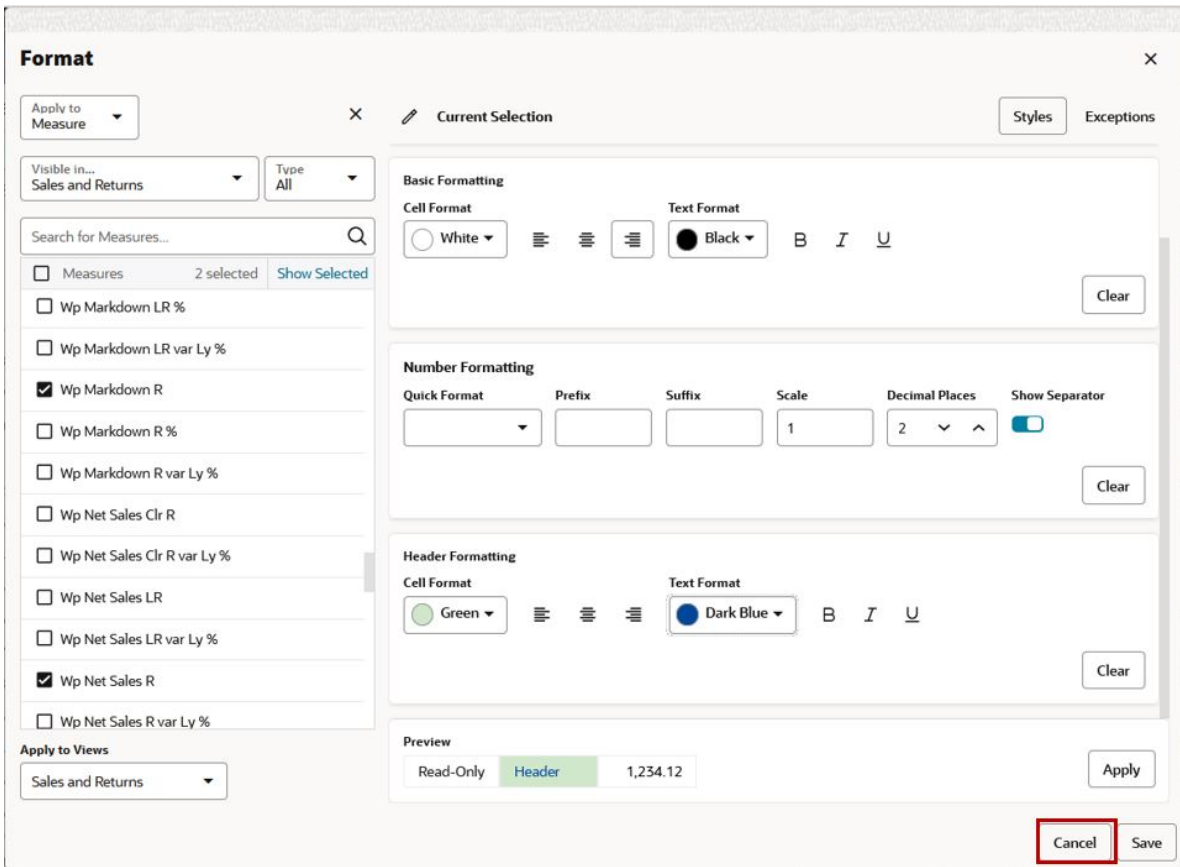 Format
Apply to
Measure
Visible in...
Sales and Returns
Type
All
Search for Measures...
Measures 2 selected Show Selected
Wp Markdown LR %
Wp Markdown LR var Ly %
Wp Markdown R
Wp Markdown R %
Wp Markdown R var Ly %
Wp Net Sales Clr R
Wp Net Sales Clr R var Ly %
Wp Net Sales LR
Wp Net Sales LR var Ly %
Wp Net Sales R
Wp Net Sales R var Ly %
Apply to Views
Sales and Returns
Current Selection Styles Exceptions
Basic Formatting
Cell Format Text Format
White Black B I U
Clear
Number Formatting
Quick Format Prefix Suffix Scale Decimal Places Show Separator
1 2
Clear
Header Formatting
Cell Format Text Format
Green Dark Blue B I U
Clear
Preview
Read-Only Header 1,234.12 Apply
Cancel Save